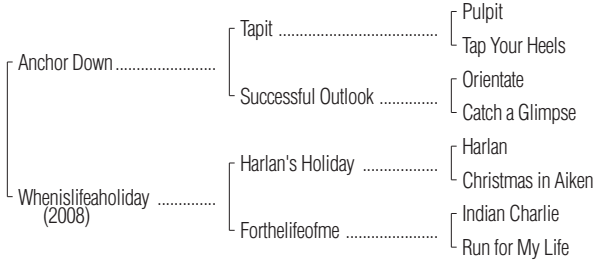 Pulpit
Tapit ........................................
Tap Your Heels
Anchor Down .........................
Orientate
Successful Outlook ...............
Catch a Glimpse
Harlan
Harlan's Holiday ...................
Christmas in Aiken
Whenislifeaholiday ...............
(2008)
Indian Charlie
Forthelifeofme ........................
Run for My Life